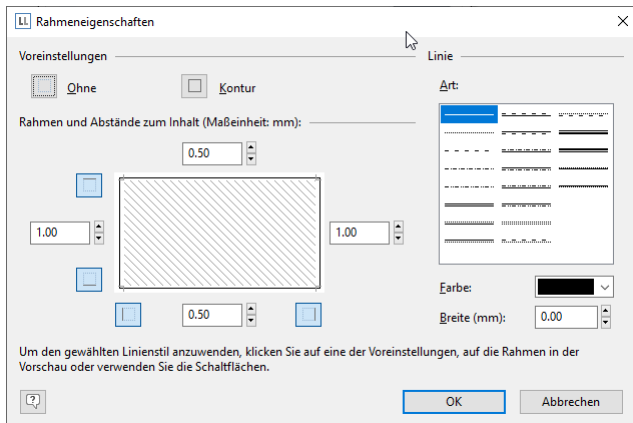 LL Rahmeneigenschaften
Voreinstellungen
Ohne
Kontur
Rahmen und Abstände zum Inhalt (Maßeinheit: mm):
0.50
1.00
1.00
0.50
Linie
Art:
Farbe:
Breite (mm):
0.00
Um den gewählten Linienstil anzuwenden, klicken Sie auf eine der Voreinstellungen, auf die Rahmen in der
Vorschau oder verwenden Sie die Schaltflächen.
?
OK
Abbrechen